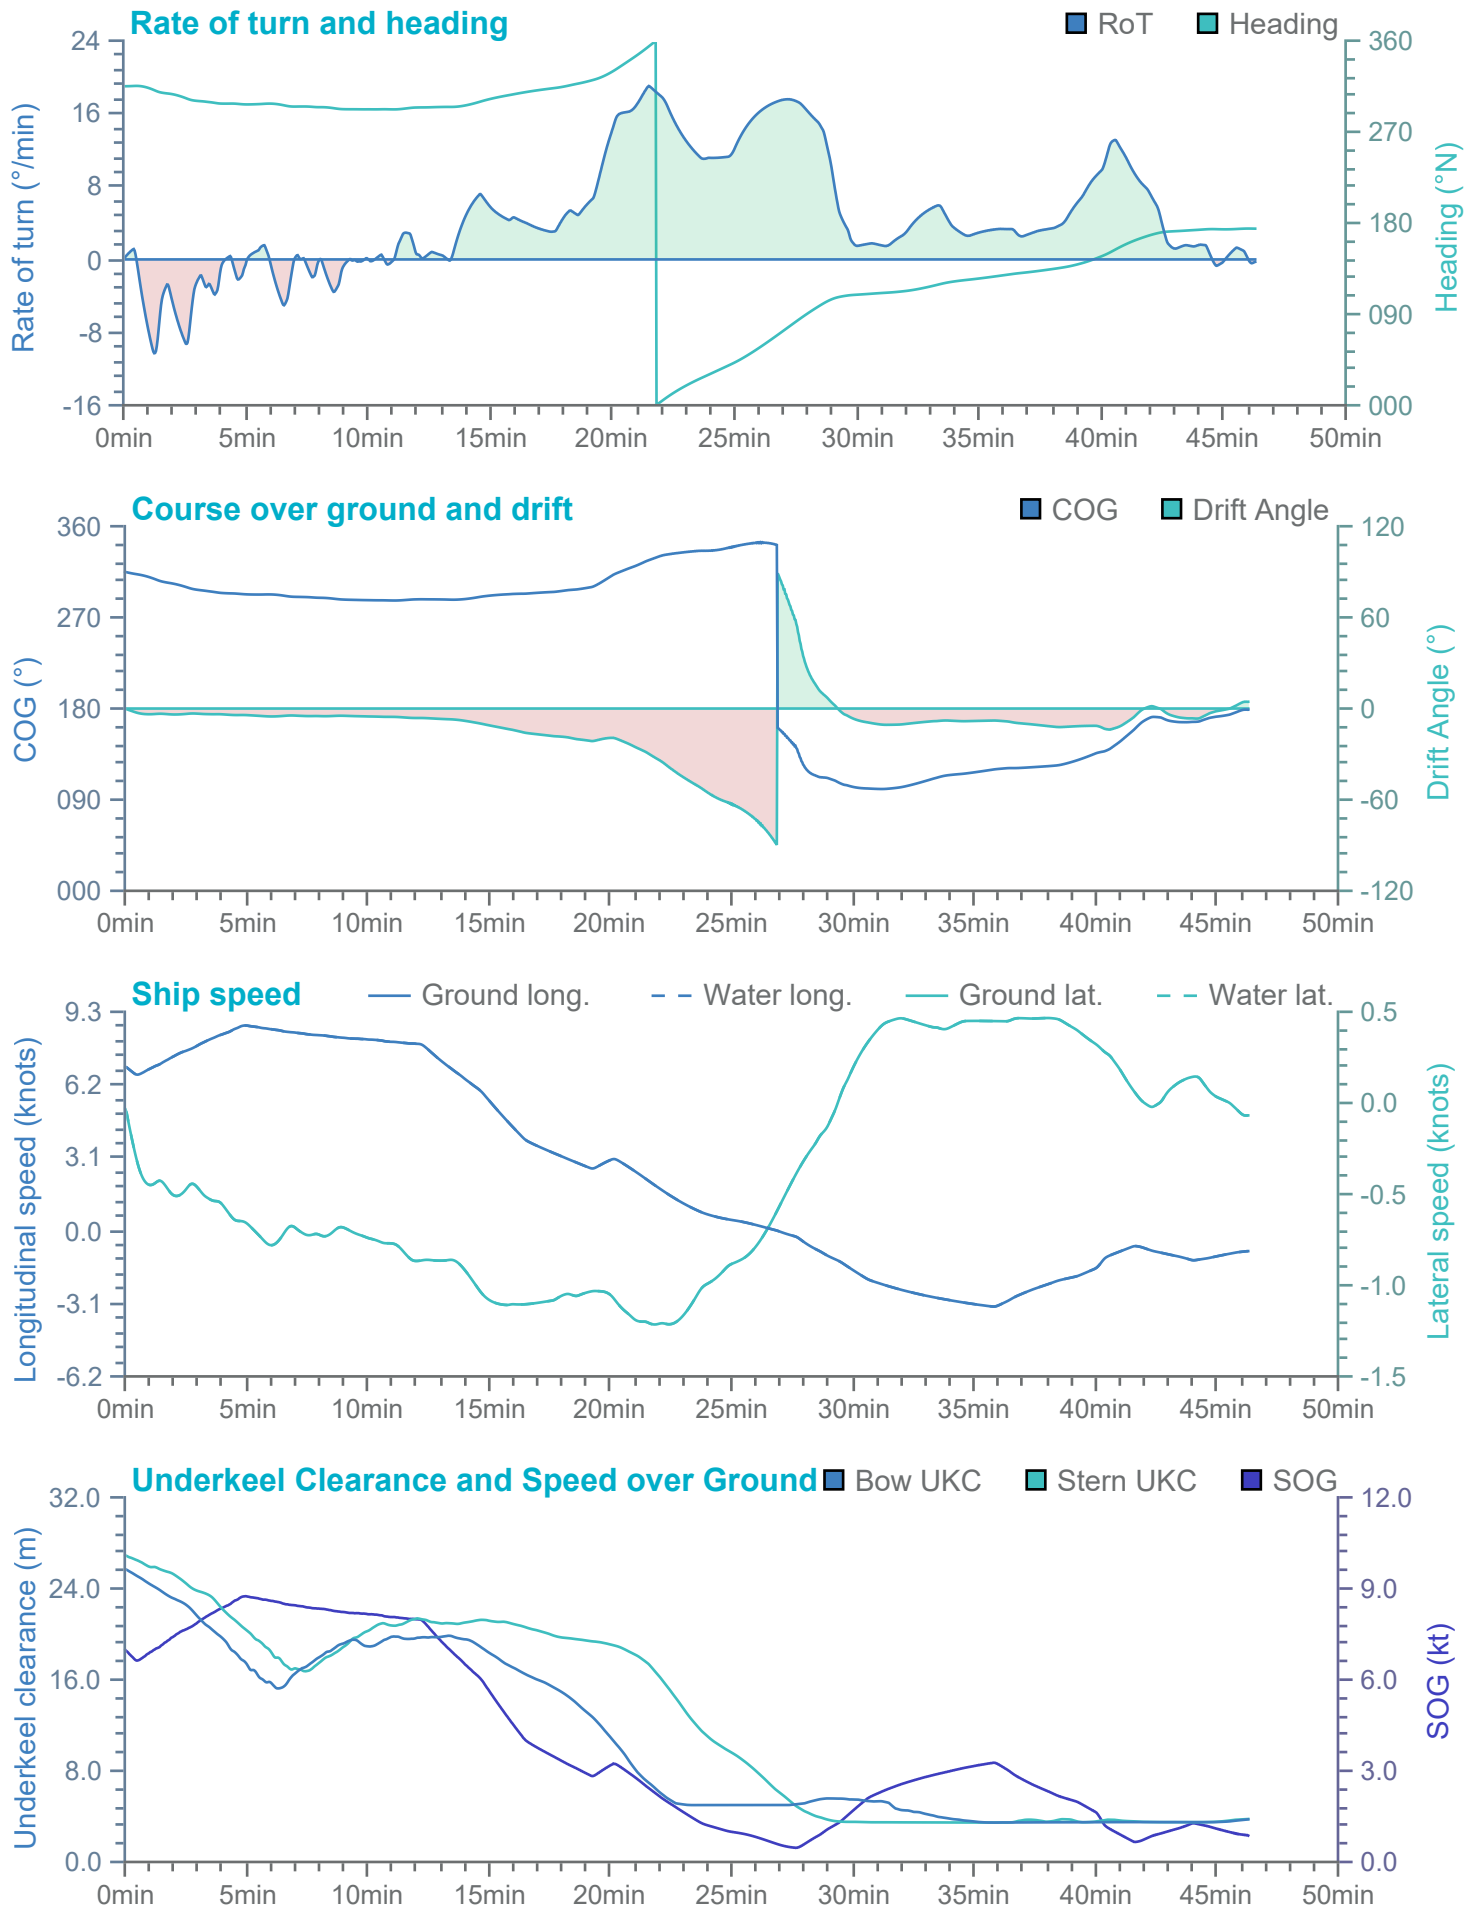 Rate of turn and heading
RoT Heading
24 16 8 0 -8 -16
Rate of turn (°/min)
360 270 180 090 000
Heading (°N)
0min 5min 10min 15min 20min 25min 30min 35min 40min 45min 50min
Course over ground and drift
COG Drift Angle
360 270 180 090 000
COG (°)
120 60 0 -60 -120
Drift Angle (°)
0min 5min 10min 15min 20min 25min 30min 35min 40min 45min 50min
Ship speed
Ground long. Water long. Ground lat. Water lat.
9.3 6.2 3.1 0.0 -3.1 -6.2
Longitudinal speed (knots)
0.5 0.0 -0.5 -1.0 -1.5
Lateral speed (knots)
0min 5min 10min 15min 20min 25min 30min 35min 40min 45min 50min
Underkeel Clearance and Speed over Ground
Bow UKC Stern UKC SOG
32.0 24.0 16.0 8.0 0.0
Underkeel clearance (m)
12.0 9.0 6.0 3.0 0.0
SOG (kt)
0min 5min 10min 15min 20min 25min 30min 35min 40min 45min 50min